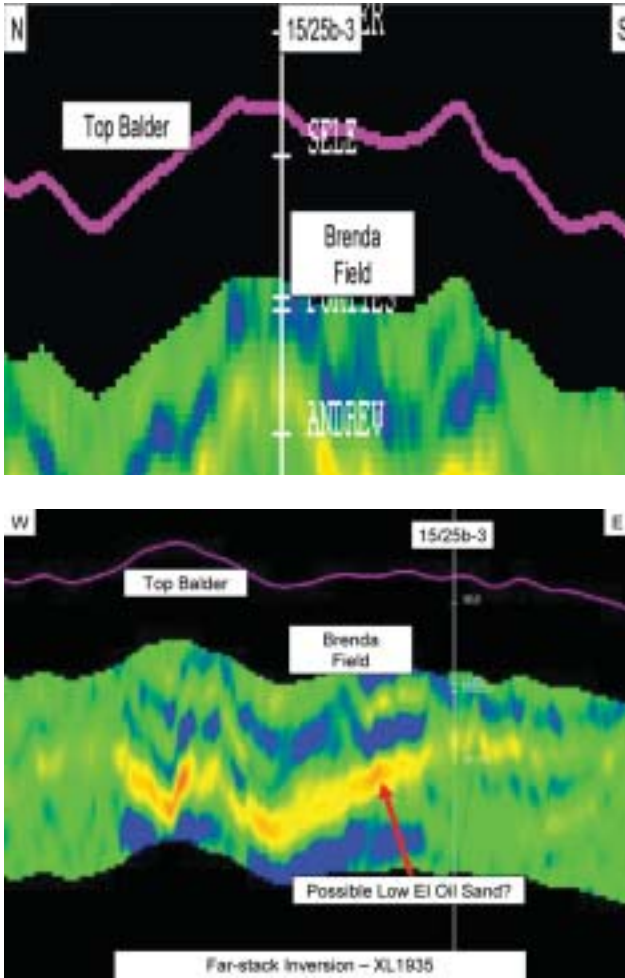 N
15/25b-3
S
Top Balder
SELE
Brenda
Field
ANDREW
W
E
15/25b-3
Top Balder
Brenda
Field
Possible Low EI Oil Sand?
Far-stack Inversion – XL1935